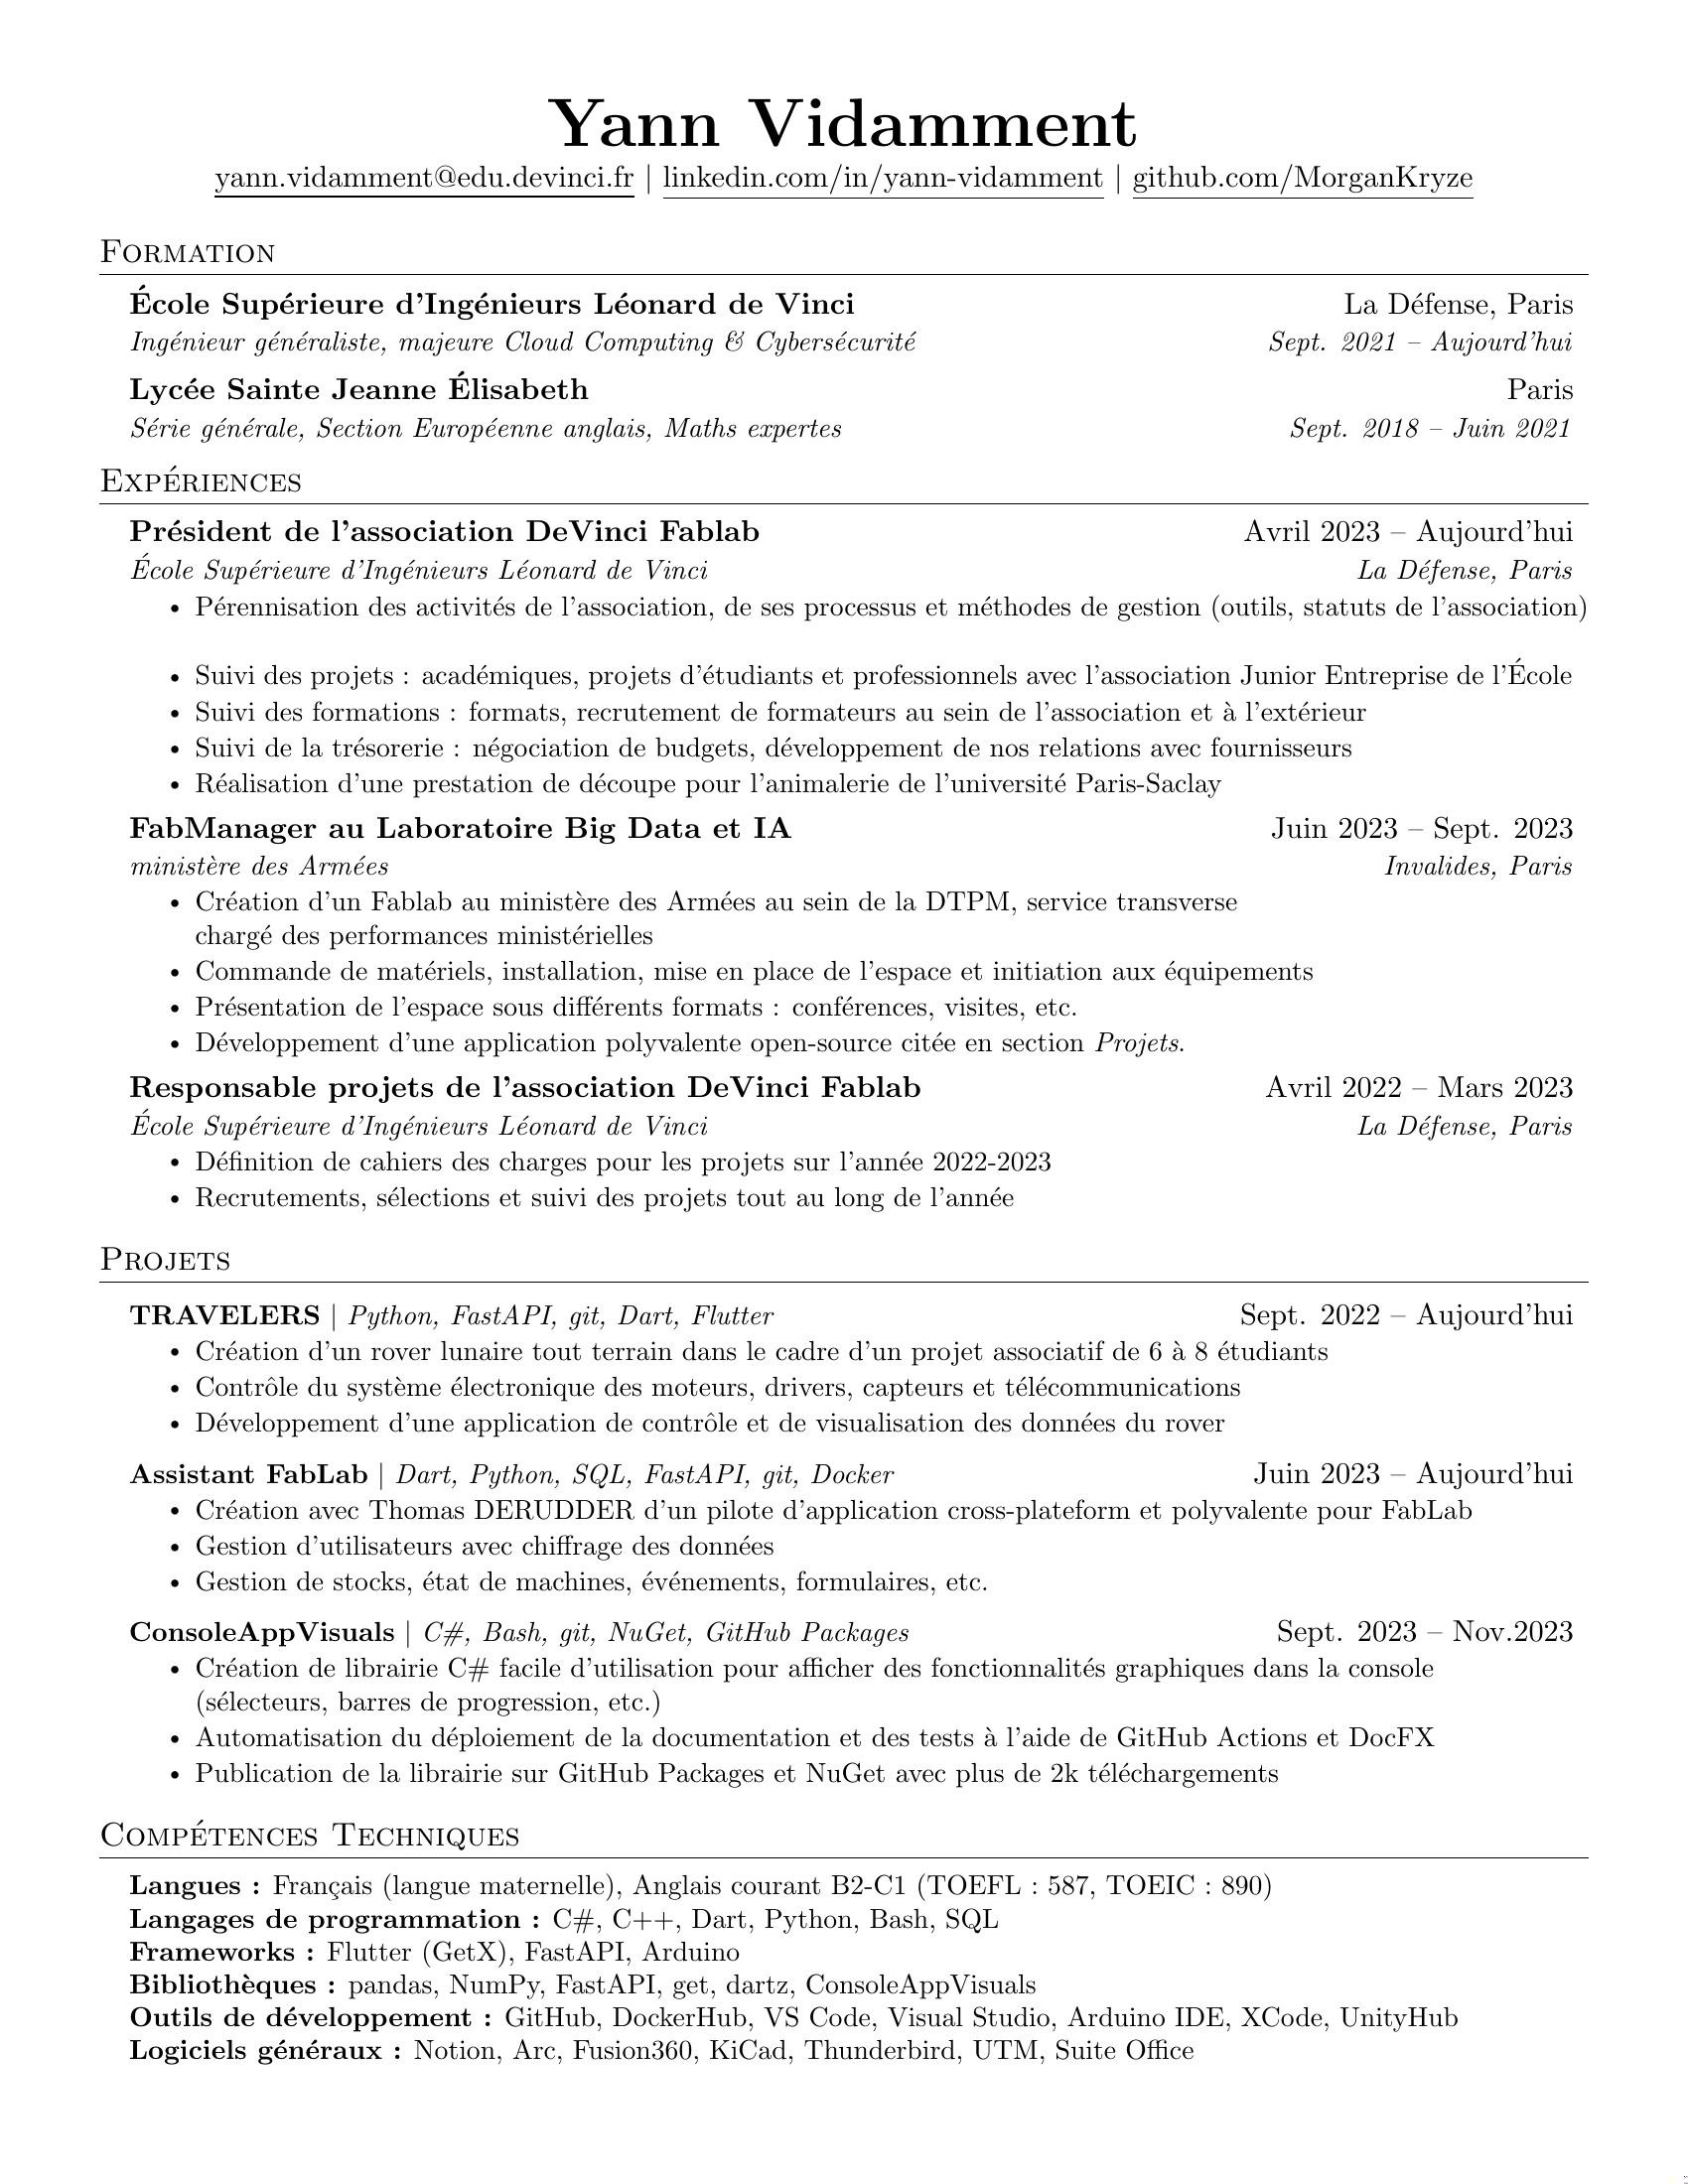 Yann Vidamment
yann.vidamment@edu.devinci.fr | linkedin.com/in/yann-vidamment | github.com/MorganKryze
Formation
École Supérieure d'Ingénieurs Léonard de Vinci La Défense, Paris
Ingénieur généraliste, majeure Cloud Computing & Cybersécurité Sept. 2021 – Aujourd'hui
Lycée Sainte Jeanne Élisabeth Paris
Série générale, Section Européenne anglais, Maths expertes Sept. 2018 – Juin 2021
Expériences
Président de l'association DeVinci Fablab Avril 2023 – Aujourd'hui
École Supérieure d'Ingénieurs Léonard de Vinci La Défense, Paris
• Pérennisation des activités de l'association, de ses processus et méthodes de gestion (outils, statuts de l'association)
• Suivi des projets : académiques, projets d'étudiants et professionnels avec l'association Junior Entreprise de l'École
• Suivi des formations : formats, recrutement de formateurs au sein de l'association et à l'extérieur
• Suivi de la trésorerie : négociation de budgets, développement de nos relations avec fournisseurs
• Réalisation d'une prestation de découpe pour l'animalerie de l'université Paris-Saclay
FabManager au Laboratoire Big Data et IA Juin 2023 – Sept. 2023
ministère des Armées Invalides, Paris
• Création d'un Fablab au ministère des Armées au sein de la DTPM, service transverse
chargé des performances ministérielles
• Commande de matériels, installation, mise en place de l'espace et initiation aux équipements
• Présentation de l'espace sous différents formats : conférences, visites, etc.
• Développement d'une application polyvalente open-source citée en section Projets.
Responsable projets de l'association DeVinci Fablab Avril 2022 – Mars 2023
École Supérieure d'Ingénieurs Léonard de Vinci La Défense, Paris
• Définition de cahiers des charges pour les projets sur l'année 2022-2023
• Recrutements, sélections et suivi des projets tout au long de l'année
Projets
TRAVELERS | Python, FastAPI, git, Dart, Flutter Sept. 2022 – Aujourd'hui
• Création d'un rover lunaire tout terrain dans le cadre d'un projet associatif de 6 à 8 étudiants
• Contrôle du système électronique des moteurs, drivers, capteurs et télécommunications
• Développement d'une application de contrôle et de visualisation des données du rover
Assistant FabLab | Dart, Python, SQL, FastAPI, git, Docker Juin 2023 – Aujourd'hui
• Création avec Thomas DERUDDER d'un pilote d'application cross-plateform et polyvalente pour FabLab
• Gestion d'utilisateurs avec chiffrage des données
• Gestion de stocks, état de machines, événements, formulaires, etc.
ConsoleAppVisuals | C#, Bash, git, NuGet, GitHub Packages Sept. 2023 – Nov.2023
• Création de librairie C# facile d'utilisation pour afficher des fonctionnalités graphiques dans la console
(sélecteurs, barres de progression, etc.)
• Automatisation du déploiement de la documentation et des tests à l'aide de GitHub Actions et DocFX
• Publication de la librairie sur GitHub Packages et NuGet avec plus de 2k téléchargements
Compétences Techniques
Langues : Français (langue maternelle), Anglais courant B2-C1 (TOEFL : 587, TOEIC : 890)
Langages de programmation : C#, C++, Dart, Python, Bash, SQL
Frameworks : Flutter (GetX), FastAPI, Arduino
Bibliothèques : pandas, NumPy, FastAPI, get, dartz, ConsoleAppVisuals
Outils de développement : GitHub, DockerHub, VS Code, Visual Studio, Arduino IDE, XCode, UnityHub
Logiciels généraux : Notion, Arc, Fusion360, KiCad, Thunderbird, UTM, Suite Office